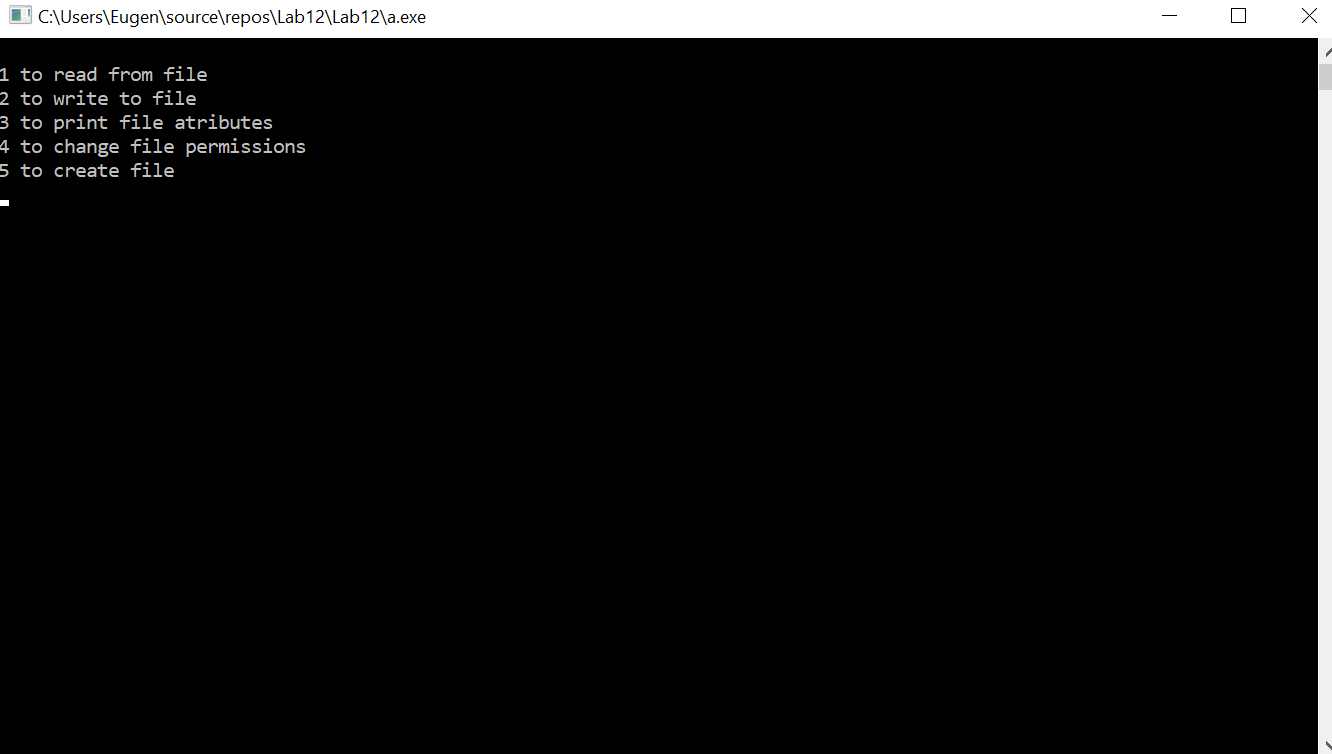 C:\Users\Eugen\source\repos\Lab12\Lab12\a.exe
1 to read from file
2 to write to file
3 to print file atributes
4 to change file permissions
5 to create file